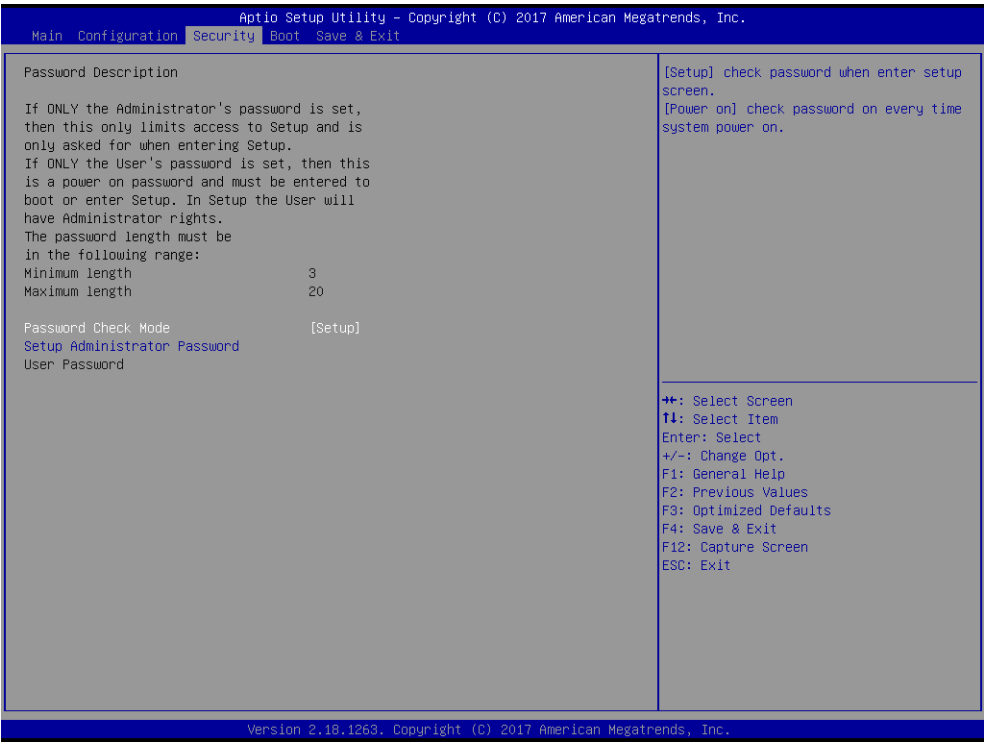 Aptio Setup Utility – Copyright (C) 2017 American Megatrends, Inc.
Main Configuration Security Boot Save & Exit
Password Description
If ONLY the Administrator's password is set,
then this only limits access to Setup and is
only asked for when entering Setup.
If ONLY the User's password is set, then this
is a power on password and must be entered to
boot or enter Setup. In Setup the User will
have Administrator rights.
The password length must be
in the following range:
Minimum length 3
Maximum length 20
Password Check Mode [Setup]
Setup Administrator Password
User Password
[Setup] check password when enter setup
screen.
[Power on] check password on every time
system power on.
→←: Select Screen
↑↓: Select Item
Enter: Select
+/-: Change Opt.
F1: General Help
F2: Previous Values
F3: Optimized Defaults
F4: Save & Exit
F12: Capture Screen
ESC: Exit
Version 2.18.1263. Copyright (C) 2017 American Megatrends, Inc.